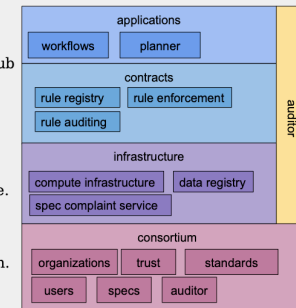 applications
workflows planner
ub
contracts
rule registry rule enforcement
rule auditing
auditor
infrastructure
compute infrastructure data registry
e.
spec complaint service
consortium
n.
organizations trust standards
users specs auditor